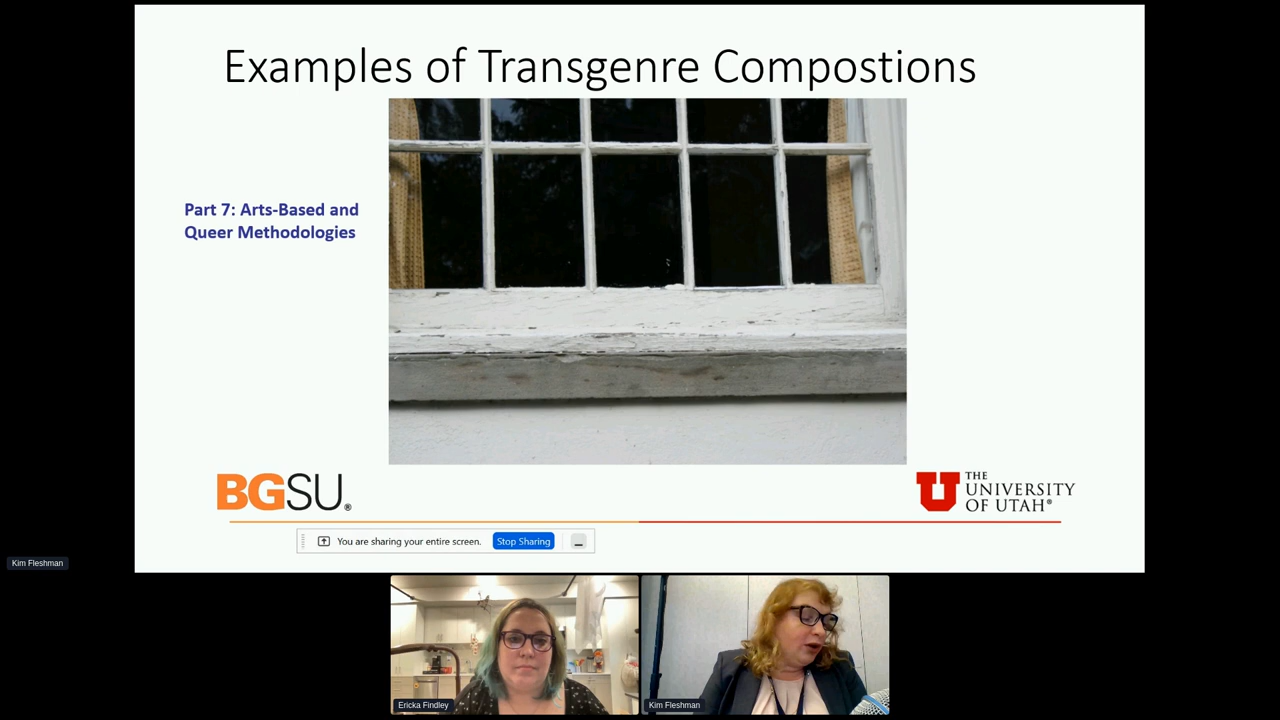 Examples of Transgenre Compostions
Part 7: Arts-Based and
Queer Methodologies
BGSU®
THE
UNIVERSITY
OF UTAH®
You are sharing your entire screen. Stop Sharing
Kim Fleshman
Ericka Findley
Kim Fleshman